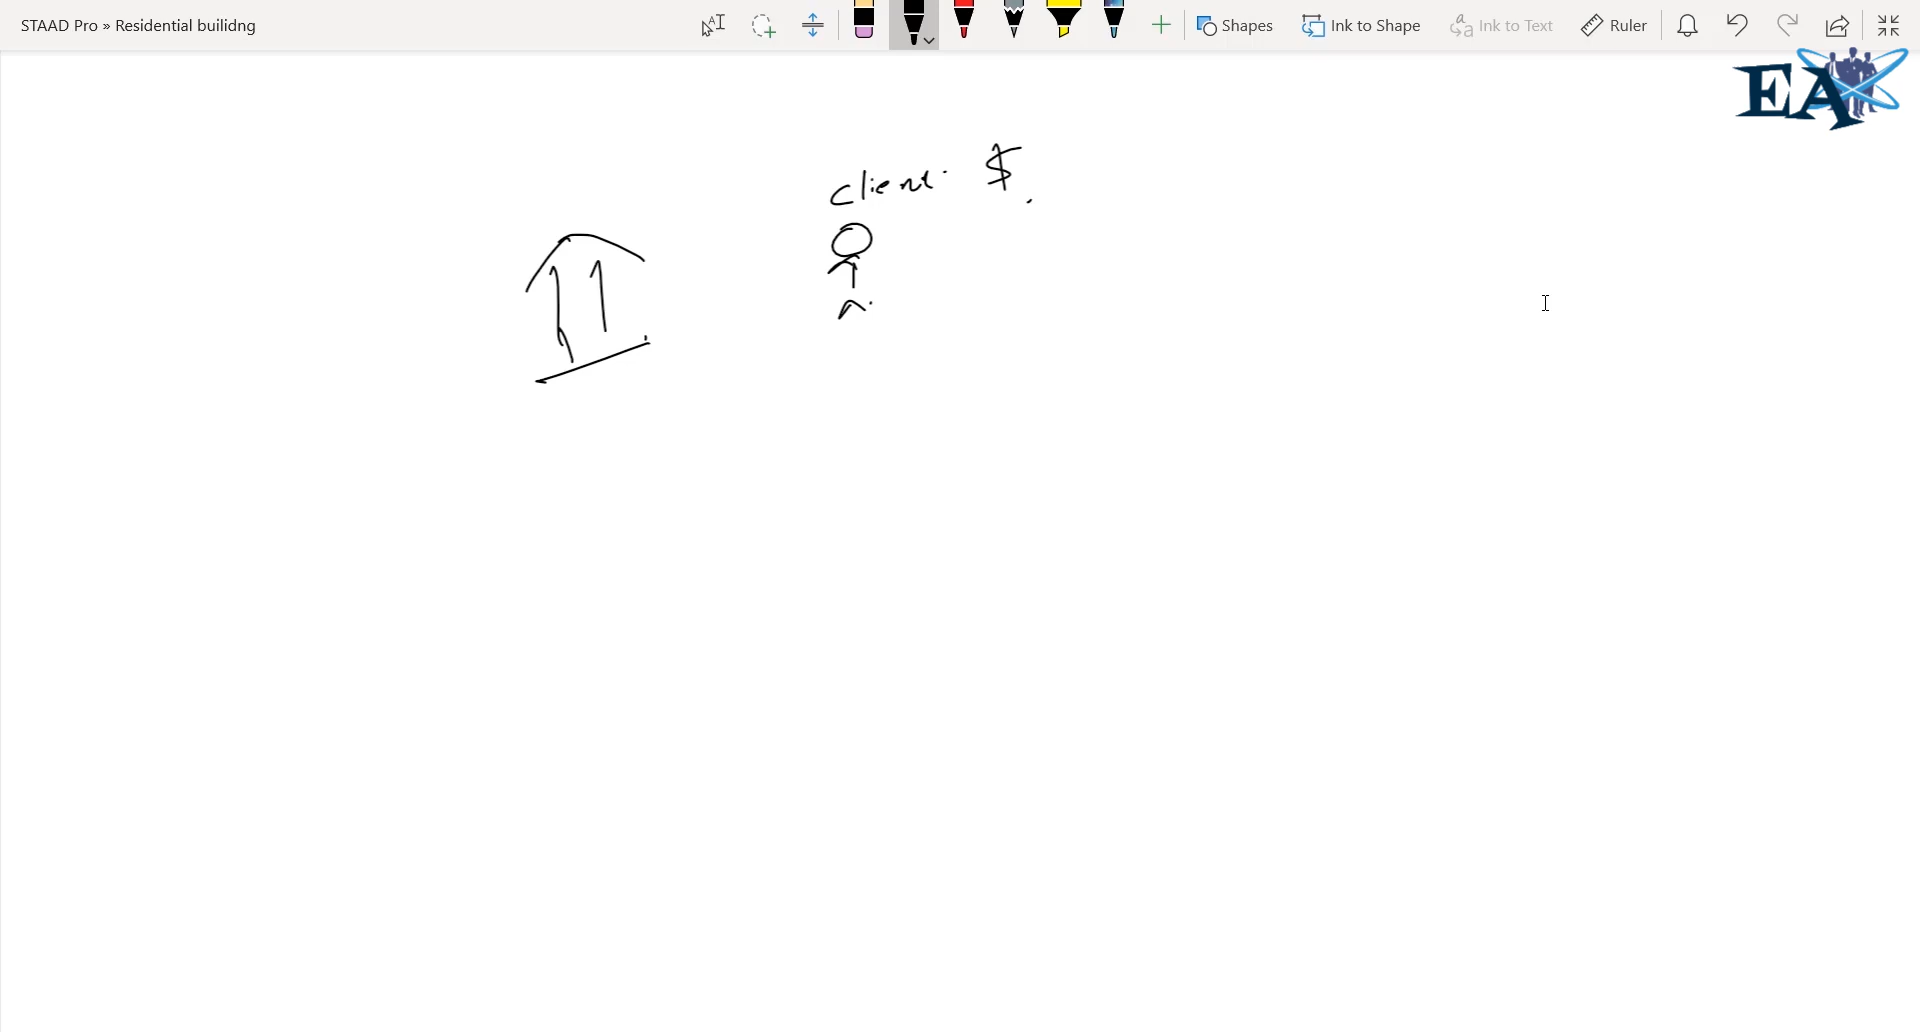 STAAD Pro » Residential builidng
Shapes
Ink to Shape
Ink to Text
Ruler
EA
client. $